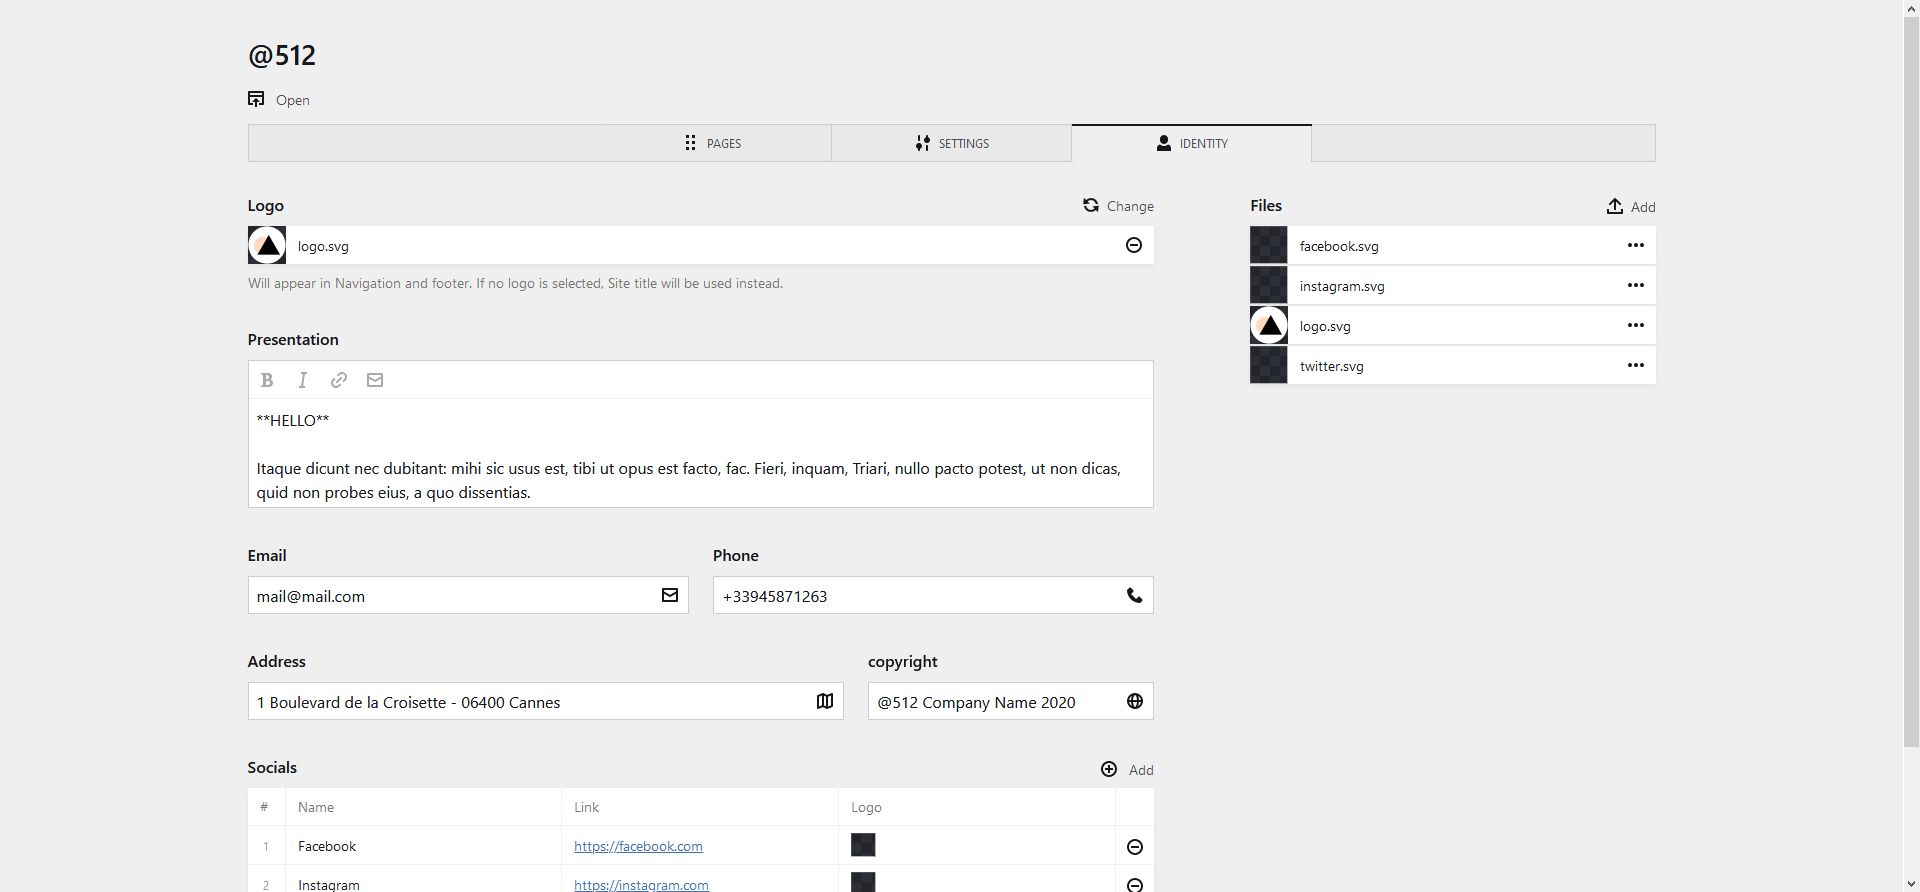 @512
Open
PAGES
SETTINGS
IDENTITY
Logo
Change
logo.svg
Will appear in Navigation and footer. If no logo is selected, Site title will be used instead.
Files
Add
facebook.svg
instagram.svg
logo.svg
twitter.svg
Presentation
B I
**HELLO**
Itaque dicunt nec dubitant: mihi sic usus est, tibi ut opus est facto, fac. Fieri, inquam, Triari, nullo pacto potest, ut non dicas,
quid non probes eius, a quo dissentias.
Email
mail@mail.com
Phone
+33945871263
Address
1 Boulevard de la Croisette - 06400 Cannes
copyright
@512 Company Name 2020
Socials
Add
# Name Link Logo
1 Facebook https://facebook.com
2 Instagram https://instagram.com